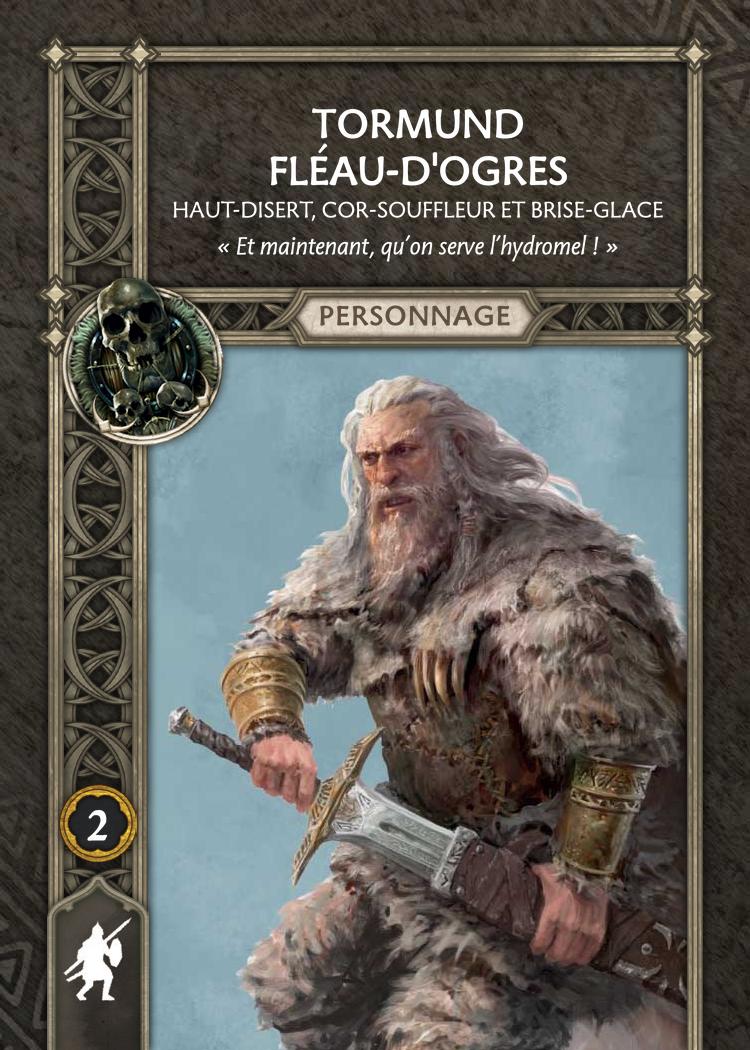 TORMUND
FLÉAU-D'OGRES
HAUT-DISERT, COR-SOUFFLEUR ET BRISE-GLACE
« Et maintenant, qu’on serve l’hydromel ! »
PERSONNAGE
2